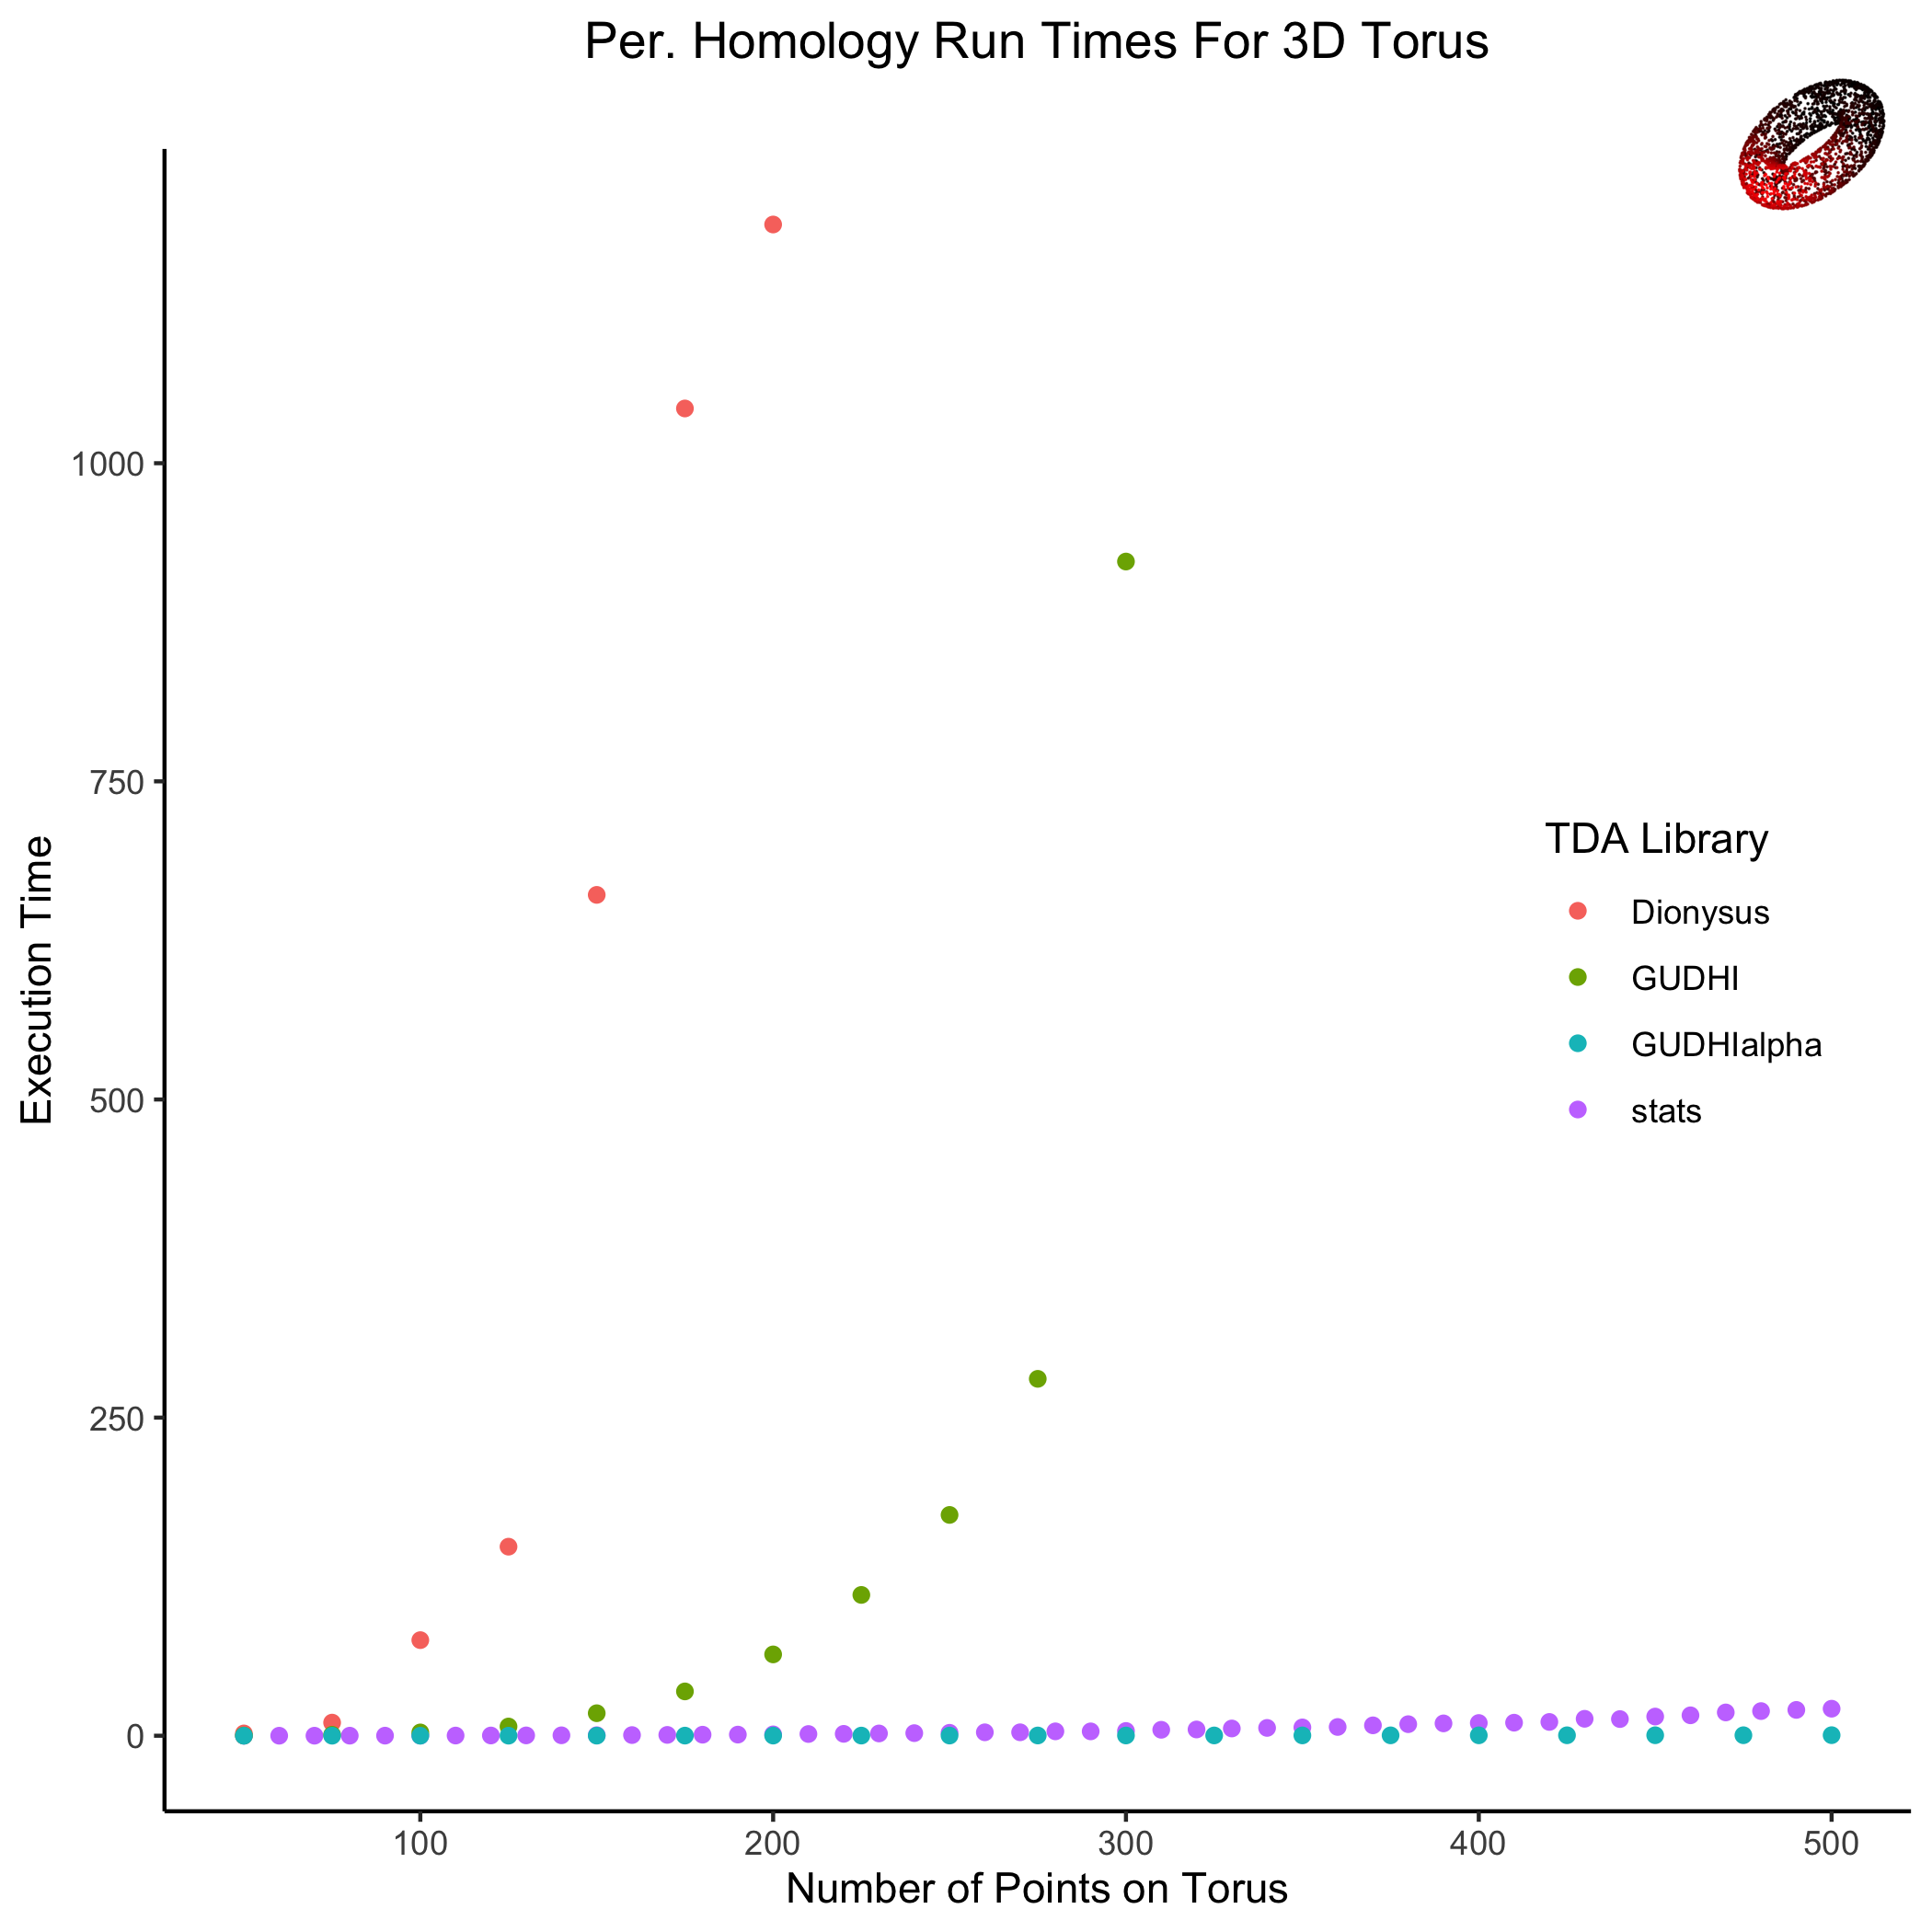 Per. Homology Run Times For 3D Torus
1000
750
500
250
0
Execution Time
TDA Library
Dionysus
GUDHI
GUDHIalpha
stats
100 200 300 400 500
Number of Points on Torus